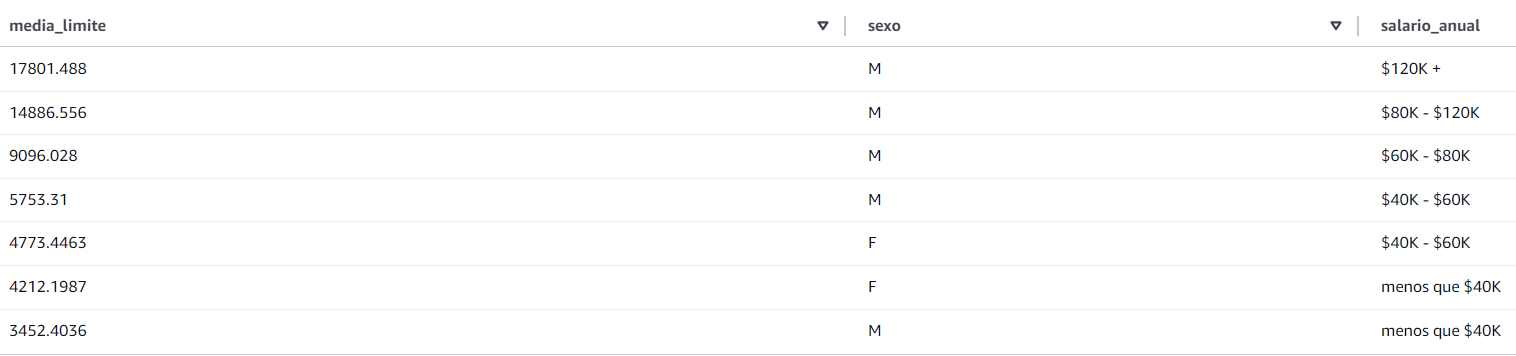 media_limite sexo salario_anual
17801.488 M $120K +
14886.556 M $80K - $120K
9096.028 M $60K - $80K
5753.31 M $40K - $60K
4773.4463 F $40K - $60K
4212.1987 F menos que $40K
3452.4036 M menos que $40K